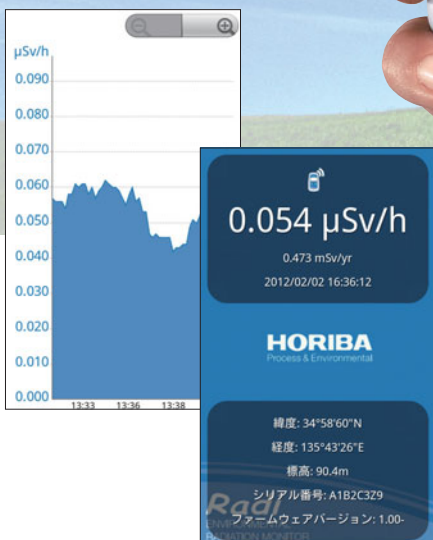 µSv/h
0.090
0.080
0.070
0.060
0.050
0.040
0.030
0.020
0.010
0.000
13:33 13:36 13:38
0.054 µSv/h
0.473 mSv/yr
2012/02/02 16:36:12
HORIBA
Process & Environmental
緯度: 34°58'60"N
経度: 135°43'26"E
標高: 90.4m
シリアル番号: A1B2C3Z9
ファームウェアバージョン: 1.00-
Radi
ENVIRONMENTAL
RADIATION MONITOR